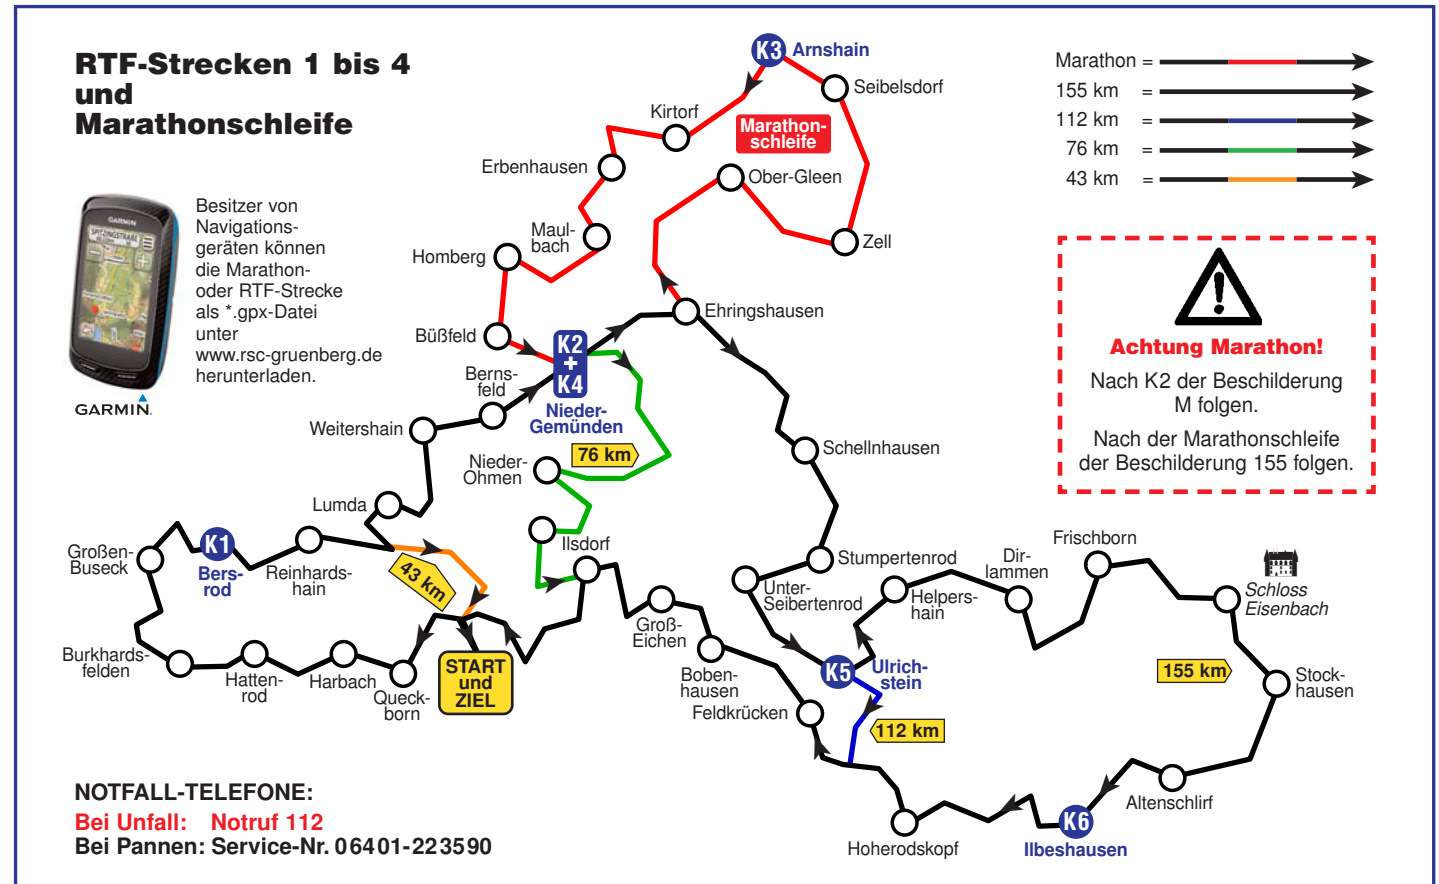 RTF-Strecken 1 bis 4
und
Marathonschleife
Besitzer von
Navigations-
geräten können
die Marathon-
oder RTF-Strecke
als *.gpx-Datei
unter
www.rsc-gruenberg.de
herunterladen.
GARMIN
GARMIN.
Marathon =
155 km =
112 km =
76 km =
43 km =
Achtung Marathon!
Nach K2 der Beschilderung
M folgen.
Nach der Marathonschleife
der Beschilderung 155 folgen.
K3 Arnshain
Seibelsdorf
Kirtorf
Marathon-
schleife
Erbenhausen
Ober-Gleen
Maul-
bach
Zell
Homberg
Ehringshausen
Büßfeld
K2
+
K4
Nieder-
Gemünden
Berns-
feld
Weitershain
76 km
Schellnhausen
Nieder-
Ohmen
Lumda
Ilsdorf
K1
Bers-
rod
Großen-
Buseck
Reinhards-
hain
43 km
Stumpertenrod
Unter-
Seibertenrod
Helpers-
hain
Dir-
lammen
Frischborn
Schloss
Eisenbach
Groß-
Eichen
Burkhards-
felden
Hatten-
rod
Harbach
Queck-
born
START
und
ZIEL
Boben-
hausen
K5
Ulrich-
stein
155 km
Stock-
hausen
Feldkrücken
112 km
Altenschlirf
Hoherodskopf
K6
Ilbeshausen
NOTFALL-TELEFONE:
Bei Unfall: Notruf 112
Bei Pannen: Service-Nr. 06401-223590